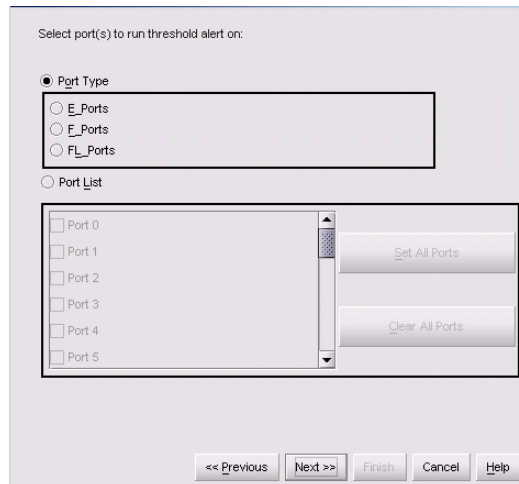 Select port(s) to run threshold alert on:
Port Type
E_Ports
F_Ports
FL_Ports
Port List
Port 0
Port 1
Port 2
Port 3
Port 4
Port 5
Set All Ports
Clear All Ports
<< Previous
Next >>
Finish
Cancel
Help